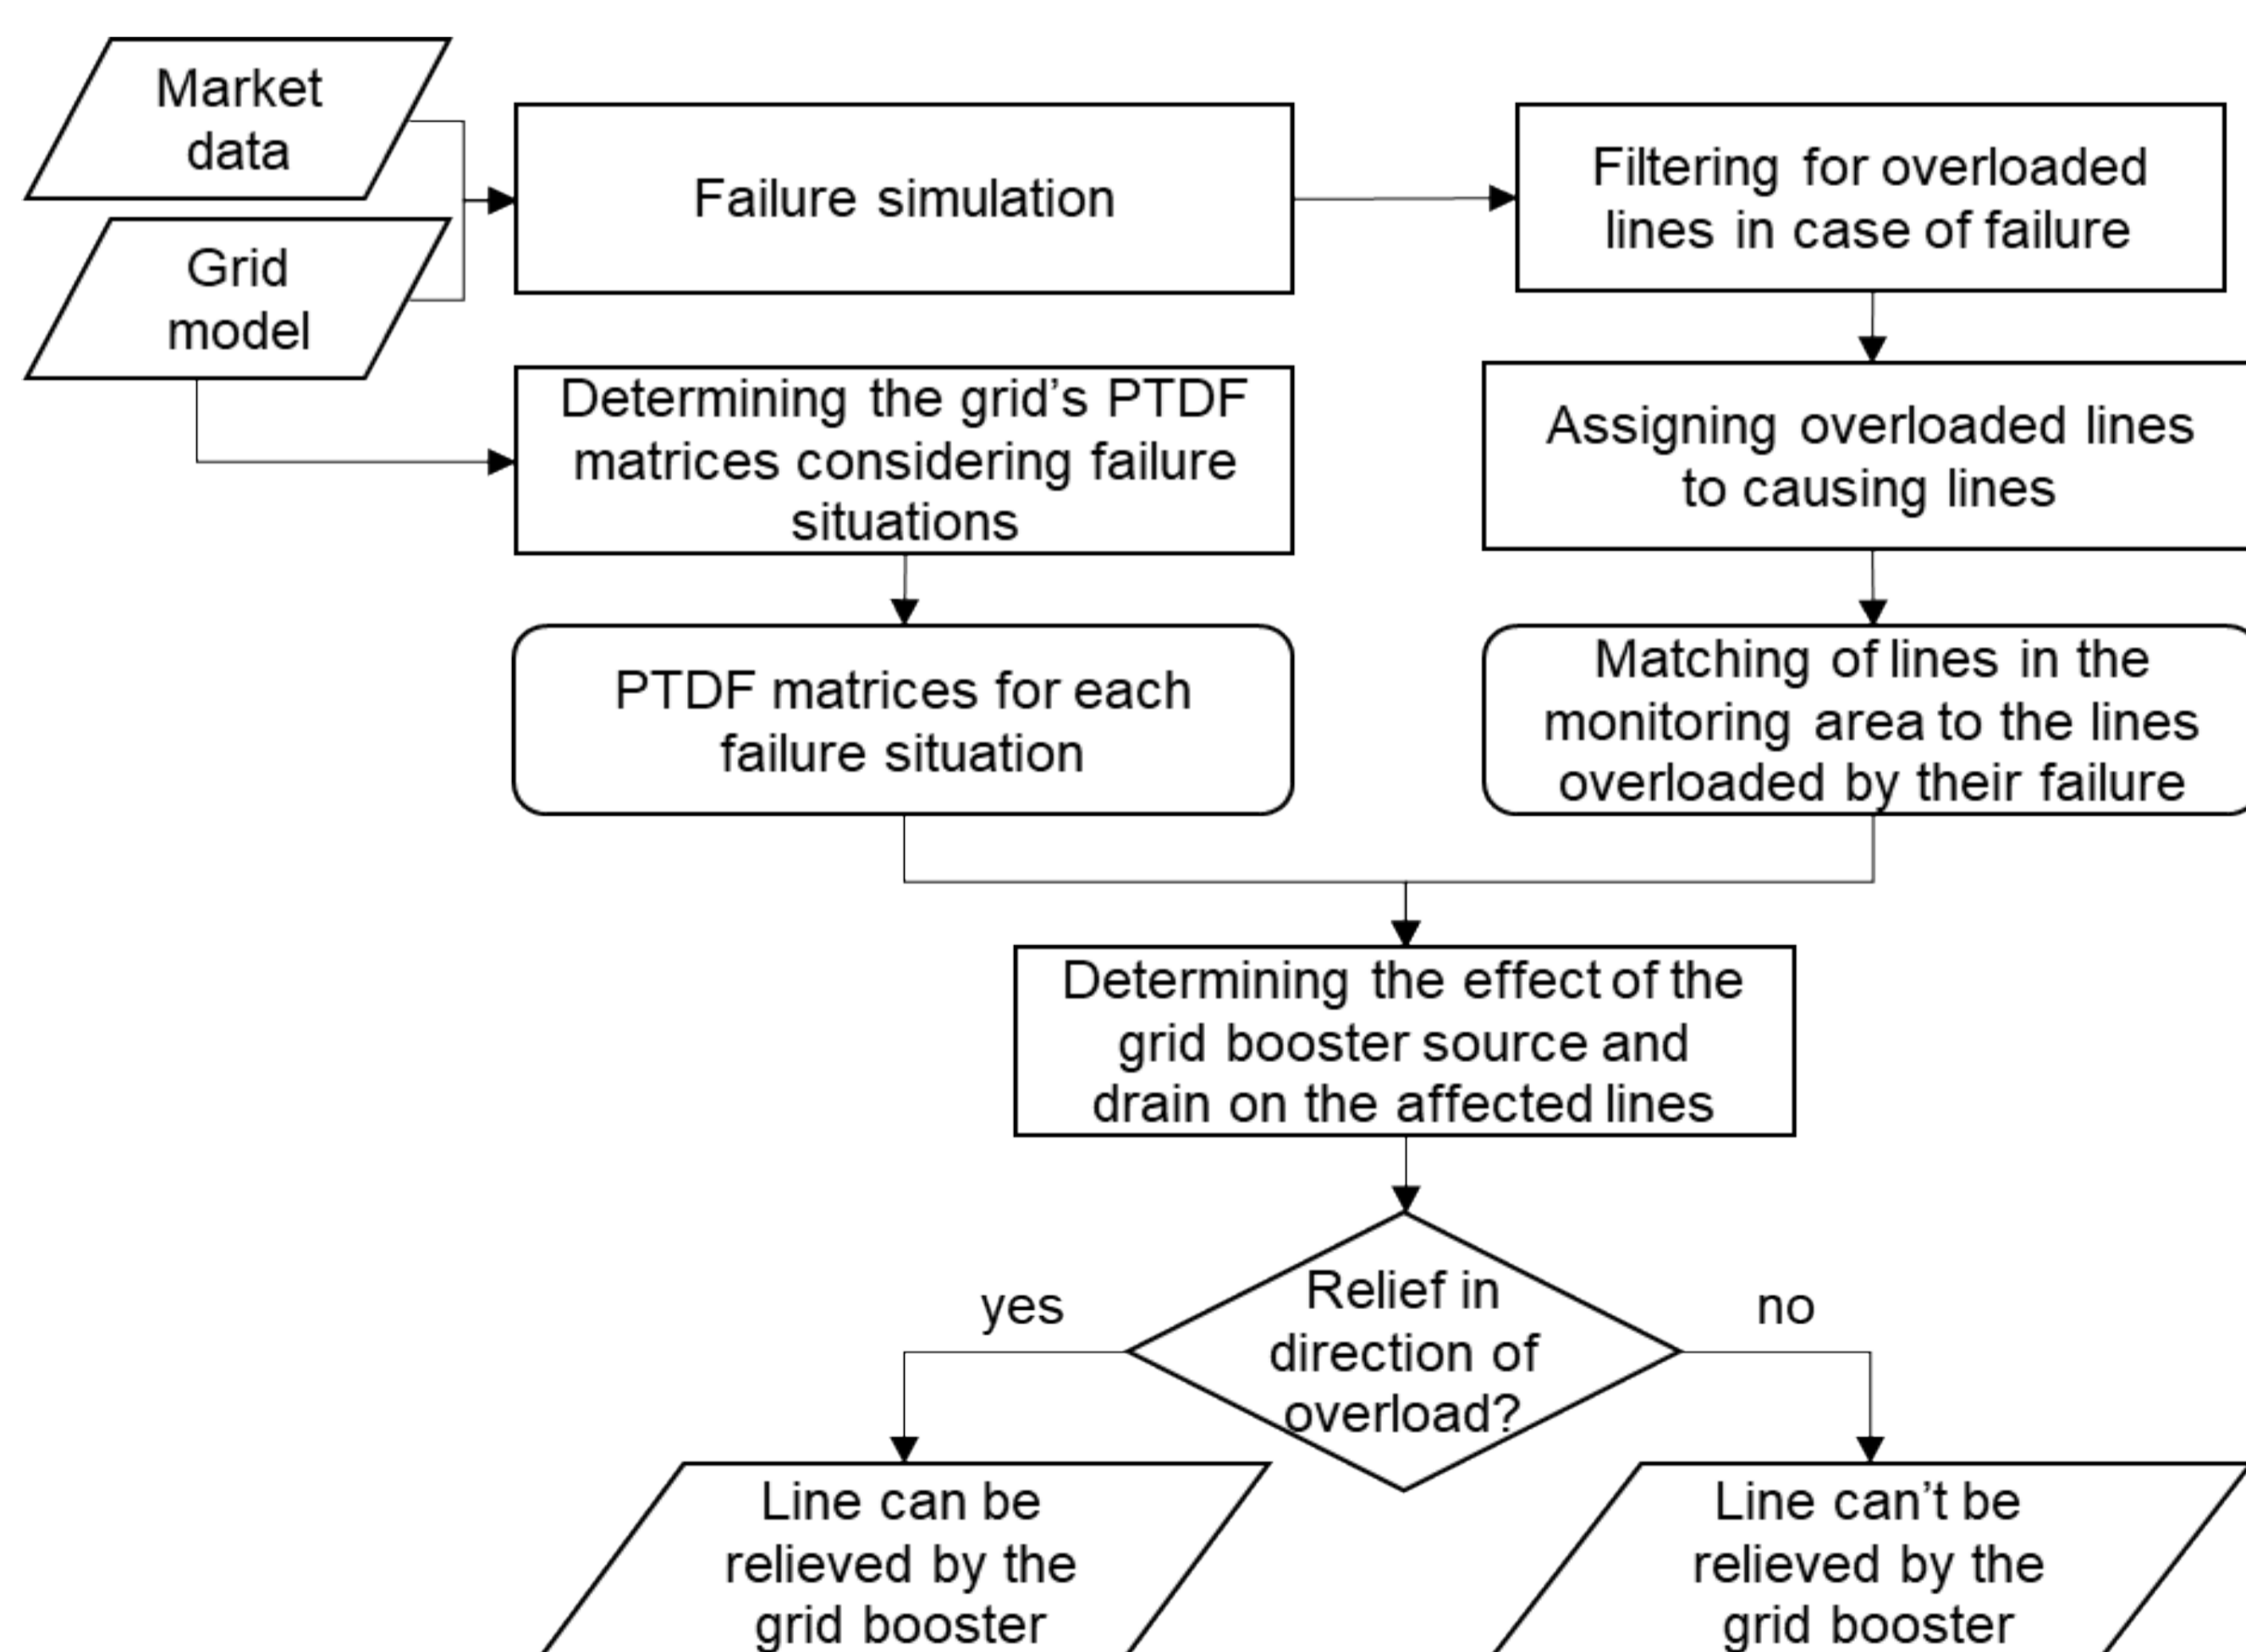 Market
data
Grid
model
Failure simulation
Filtering for overloaded
lines in case of failure
Determining the grid’s PTDF
matrices considering failure
situations
Assigning overloaded lines
to causing lines
PTDF matrices for each
failure situation
Matching of lines in the
monitoring area to the lines
overloaded by their failure
Determining the effect of the
grid booster source and
drain on the affected lines
Relief in
direction of
overload?
yes
no
Line can be
relieved by the
grid booster
Line can’t be
relieved by the
grid booster